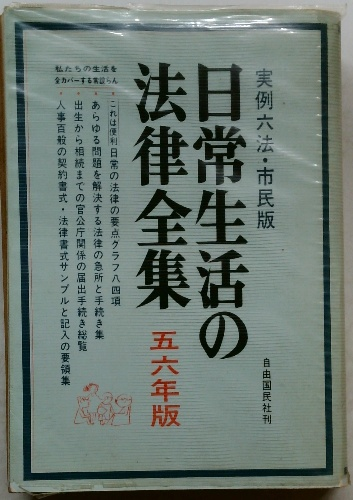 実例六法・市民版
日常生活の
法律全集
五六年版
自由国民社刊
私たちの生活を
全カバーする常設らん
これは便利
日常の法律の要点グラフ八四項
あらゆる問題を解決する法律の急所と手続き集
出生から相続までの官公庁関係の届出手続き総覧
人事百般の契約書式・法律書式サンプルと記入の要領集